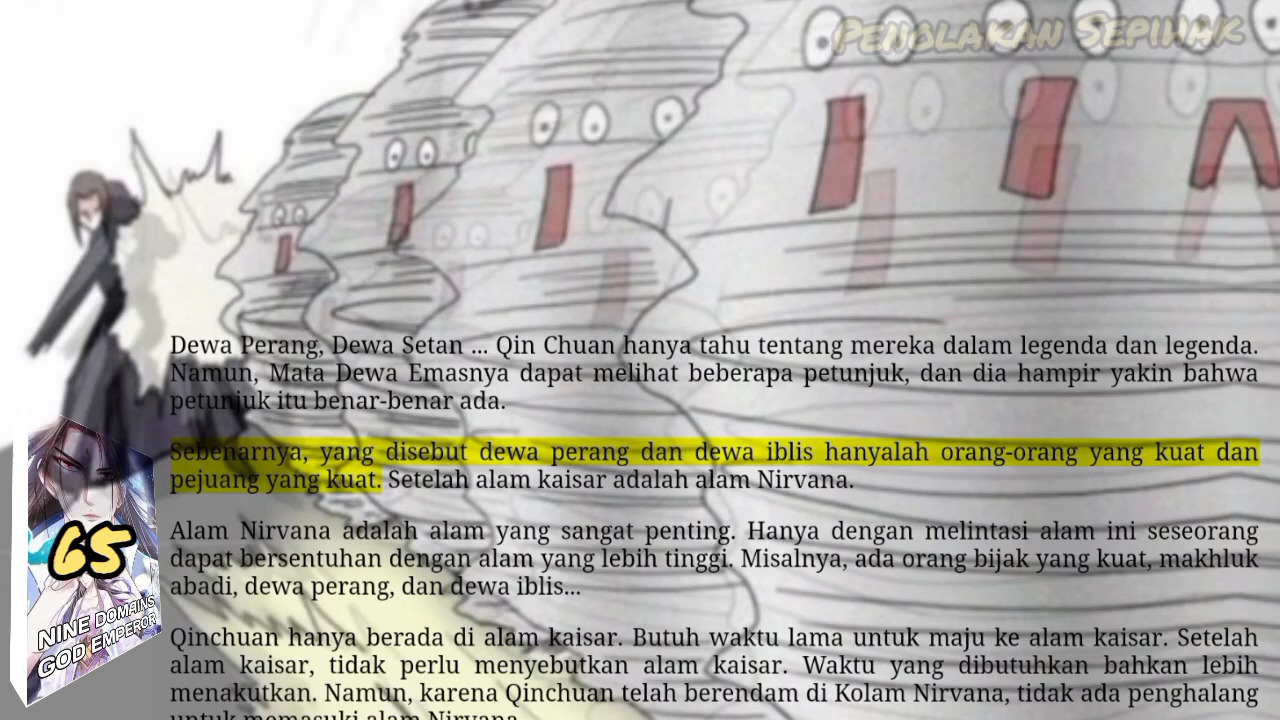 Penolakan Sepihak
Dewa Perang, Dewa Setan ... Qin Chuan hanya tahu tentang mereka dalam legenda dan legenda.
Namun, Mata Dewa Emasnya dapat melihat beberapa petunjuk, dan dia hampir yakin bahwa
petunjuk itu benar-benar ada.
Sebenarnya, yang disebut dewa perang dan dewa iblis hanyalah orang-orang yang kuat dan
pejuang yang kuat. Setelah alam kaisar adalah alam Nirvana.
Alam Nirvana adalah alam yang sangat penting. Hanya dengan melintasi alam ini seseorang
dapat bersentuhan dengan alam yang lebih tinggi. Misalnya, ada orang bijak yang kuat, makhluk
abadi, dewa perang, dan dewa iblis...
Qinchuan hanya berada di alam kaisar. Butuh waktu lama untuk maju ke alam kaisar. Setelah
alam kaisar, tidak perlu menyebutkan alam kaisar. Waktu yang dibutuhkan bahkan lebih
menakutkan. Namun, karena Qinchuan telah berendam di Kolam Nirvana, tidak ada penghalang
untuk memasuki alam Nirvana.
65
NINE DOMAINS
GOD EMPEROR